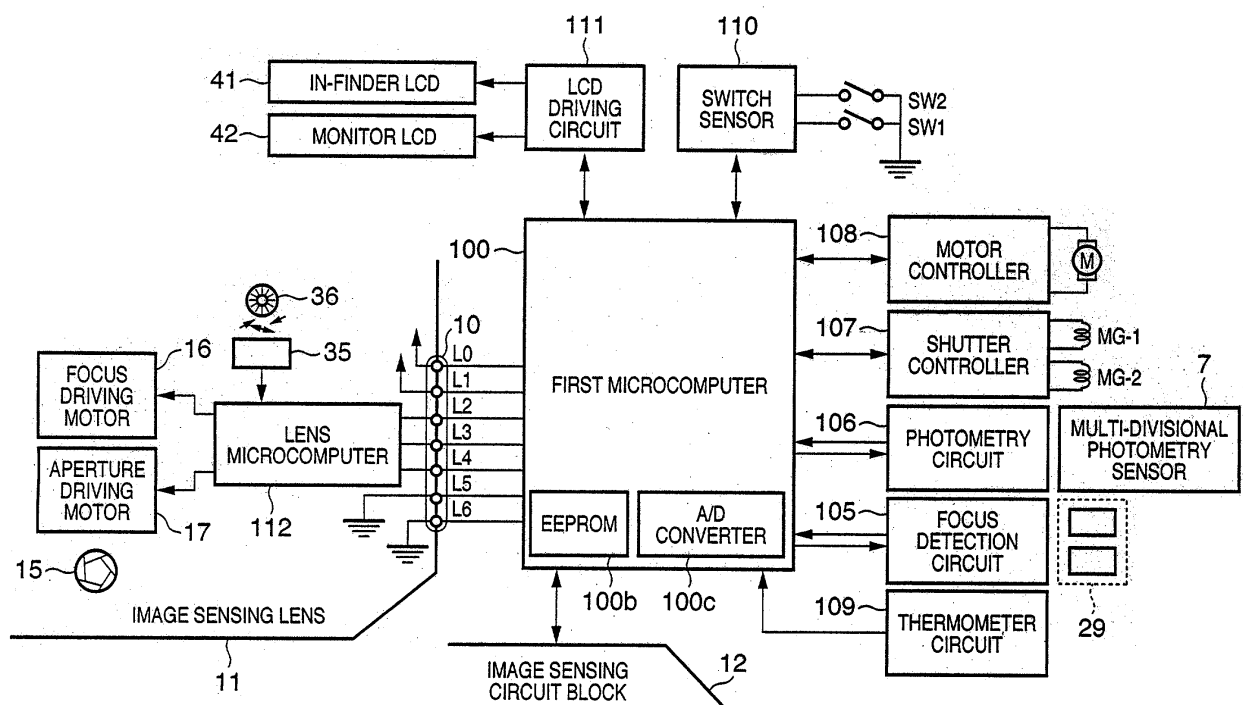 111
110
41
IN-FINDER LCD
42
MONITOR LCD
LCD
DRIVING
CIRCUIT
SWITCH
SENSOR
SW2
SW1
100
FIRST MICROCOMPUTER
108
MOTOR
CONTROLLER
M
107
SHUTTER
CONTROLLER
MG-1
MG-2
7
106
PHOTOMETRY
CIRCUIT
MULTI-DIVISIONAL
PHOTOMETRY
SENSOR
105
FOCUS
DETECTION
CIRCUIT
29
109
THERMOMETER
CIRCUIT
EEPROM
100b
A/D
CONVERTER
100c
36
35
10
L0
L1
L2
L3
L4
L5
L6
16
FOCUS
DRIVING
MOTOR
LENS
MICROCOMPUTER
112
APERTURE
DRIVING
MOTOR
17
15
IMAGE SENSING LENS
11
IMAGE SENSING
CIRCUIT BLOCK
12